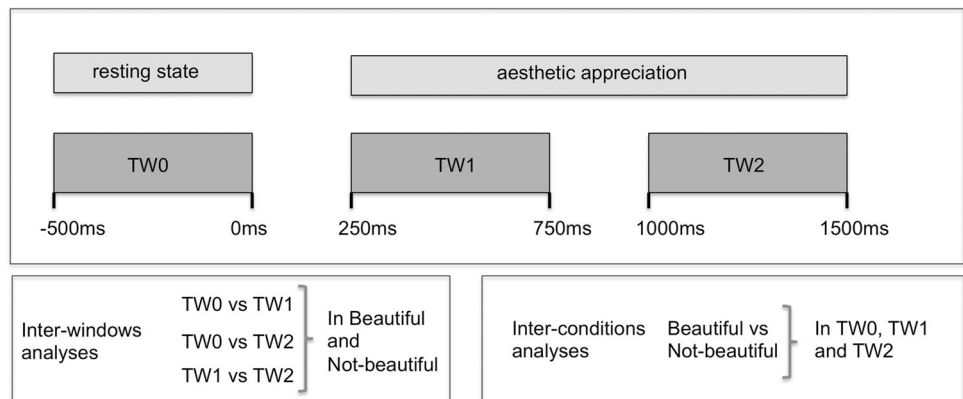 resting state
aesthetic appreciation
TW0
TW1
TW2
-500ms
0ms
250ms
750ms
1000ms
1500ms
Inter-windows
analyses
TW0 vs TW1
TW0 vs TW2
TW1 vs TW2
In Beautiful
and
Not-beautiful
Inter-conditions
analyses
Beautiful vs
Not-beautiful
In TW0, TW1
and TW2